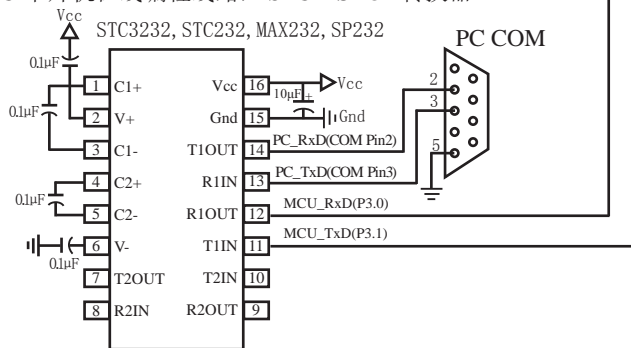 Vcc
STC3232, STC232, MAX232, SP232
PC COM
0.1μF
0.1μF
0.1μF
0.1μF
1 C1+
2 V+
3 C1-
4 C2+
5 C2-
6 V-
7 T2OUT
8 R2IN
Vcc 16
Gnd 15
T1OUT 14
R1IN 13
R1OUT 12
T1IN 11
T2IN 10
R2OUT 9
10μF +
Vcc
Gnd
PC_RxD(COM Pin2)
PC_TxD(COM Pin3)
MCU_RxD(P3.0)
MCU_TxD(P3.1)
2
3
5